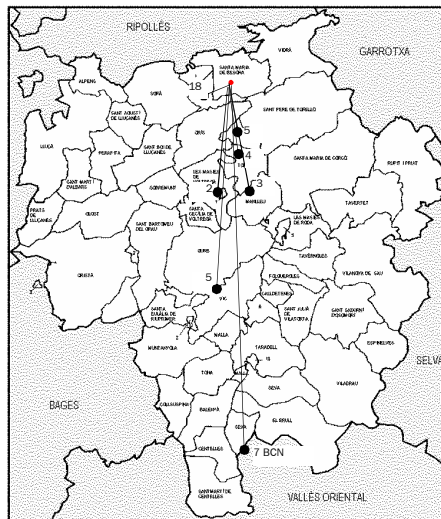 RIPOLLÈS
VIDRÀ
GARROTXA
SANTA MARIA
DE BESORA
ALPENS
18
SORÀ
SANT PERE DE TORELLÓ
SANT AGUSTÍ
DE LLUÇANÈS
ORÍS
5
LLUÇÀ
PERAFITA
SANT BOI DE
LLUÇANÈS
4
SANTA MARIA DE CORCÓ
RUPIT I PRUIT
SANT MARTÍ
D'ALBARS
LES MASIES DE
VOLTREGÀ
SOBREMUNT
2
3
MANLLEU
TAVERTET
PRATS
DE
LLUÇANÈS
OLOST
SANTA
CECÍLIA DE
VOLTREGÀ
SANT BARTOMEU
DEL GRAU
LES MASIES
DE RODA
TAVÈRNOLES
GURB
ORISTÀ
FOLGUEROLES
VILANOVA DE SAU
5
CALLDETENES
VIC
SANTA
EULÀLIA DE
RIUPRIMER
SANT JULIÀ
DE
VILATORTA
SANT SADURNÍ
D'OSORMORT
MALLA
MUNTANYOLA
TARADELL
ESPINELVES
SELVA
TONA
SEVA
VILADRAU
COLLSUSPINA
BAGES
BALENYÀ
SEVA
EL BRULL
CENTELLES
7 BCN
SANT MARTÍ DE
CENTELLES
VALLÈS ORIENTAL